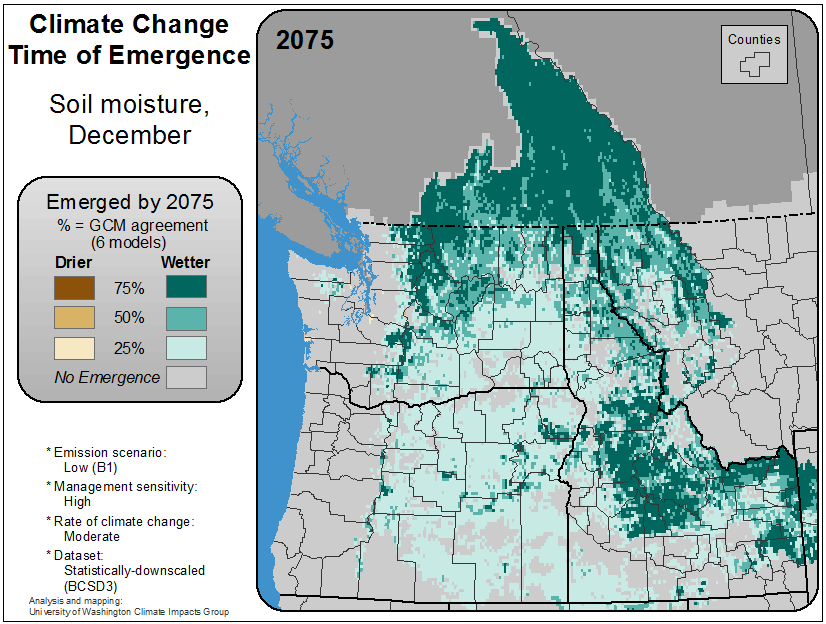 Climate Change
Time of Emergence
Soil moisture,
December
Emerged by 2075
% = GCM agreement
(6 models)
Drier Wetter
75%
50%
25%
No Emergence
* Emission scenario:
Low (B1)
* Management sensitivity:
High
* Rate of climate change:
Moderate
* Dataset:
Statistically-downscaled
(BCSD3)
Analysis and mapping:
University of Washington Climate Impacts Group
2075
Counties